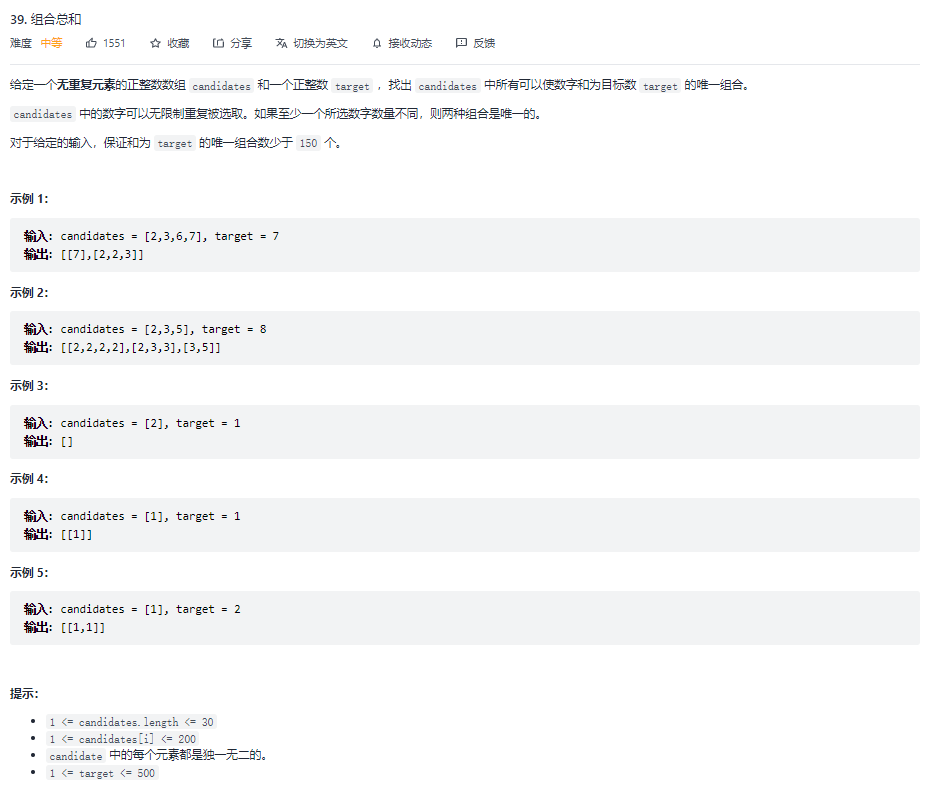 39. 组合总和
难度 中等 1551 收藏 分享 切换为英文 接收动态 反馈
给定一个无重复元素的正整数数组 candidates 和一个正整数 target ，找出 candidates 中所有可以使数字和为目标数 target 的唯一组合。
candidates 中的数字可以无限制重复被选取。如果至少一个所选数字数量不同，则两种组合是唯一的。
对于给定的输入，保证和为 target 的唯一组合数少于 150 个。
示例 1：
输入: candidates = [2,3,6,7], target = 7
输出: [[7],[2,2,3]]
示例 2：
输入: candidates = [2,3,5], target = 8
输出: [[2,2,2,2],[2,3,3],[3,5]]
示例 3：
输入: candidates = [2], target = 1
输出: []
示例 4：
输入: candidates = [1], target = 1
输出: [[1]]
示例 5：
输入: candidates = [1], target = 2
输出: [[1,1]]
提示：
• 1 <= candidates.length <= 30
• 1 <= candidates[i] <= 200
• candidate 中的每个元素都是独一无二的。
• 1 <= target <= 500